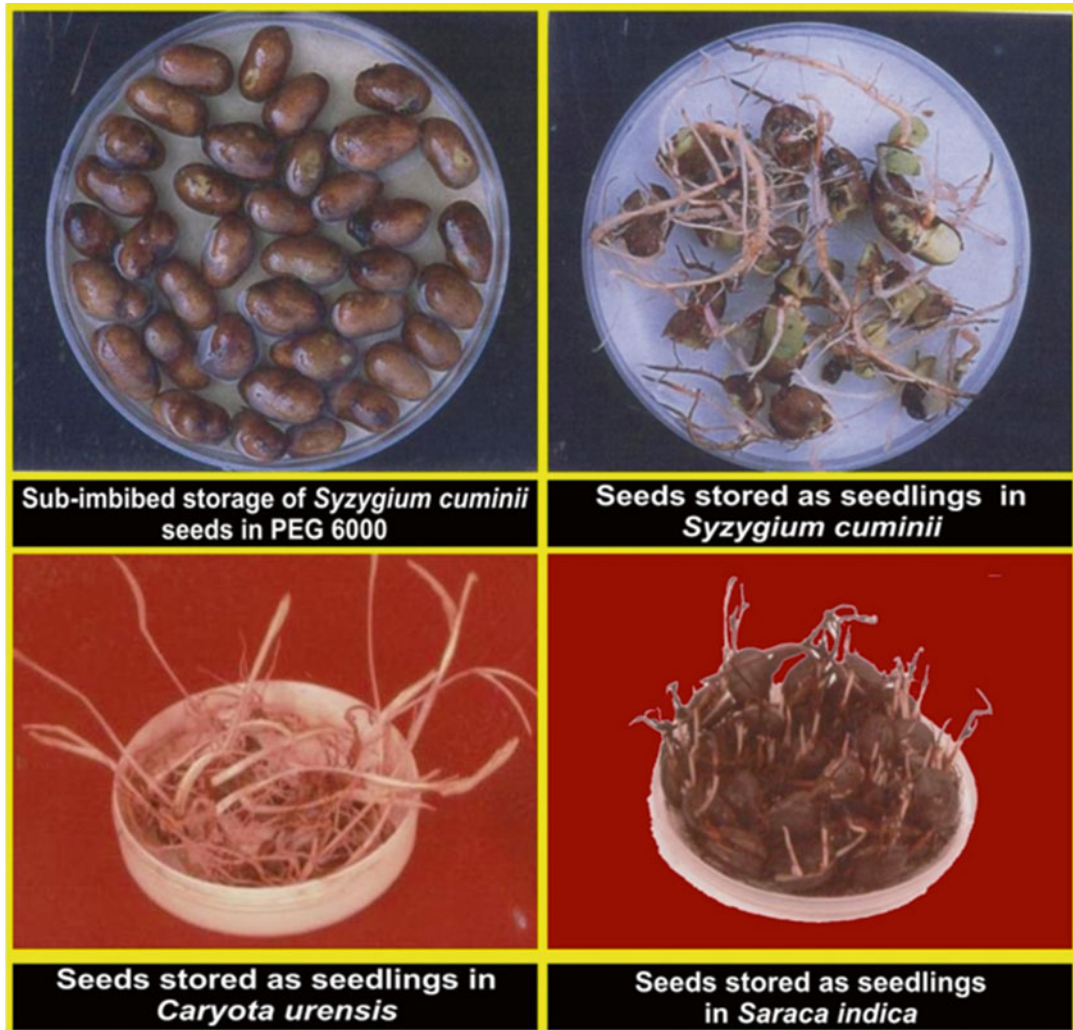 Sub-imbibed storage of Syzygium cuminii
seeds in PEG 6000
Seeds stored as seedlings in
Syzygium cuminii
Seeds stored as seedlings in
Caryota urensis
Seeds stored as seedlings
in Saraca indica